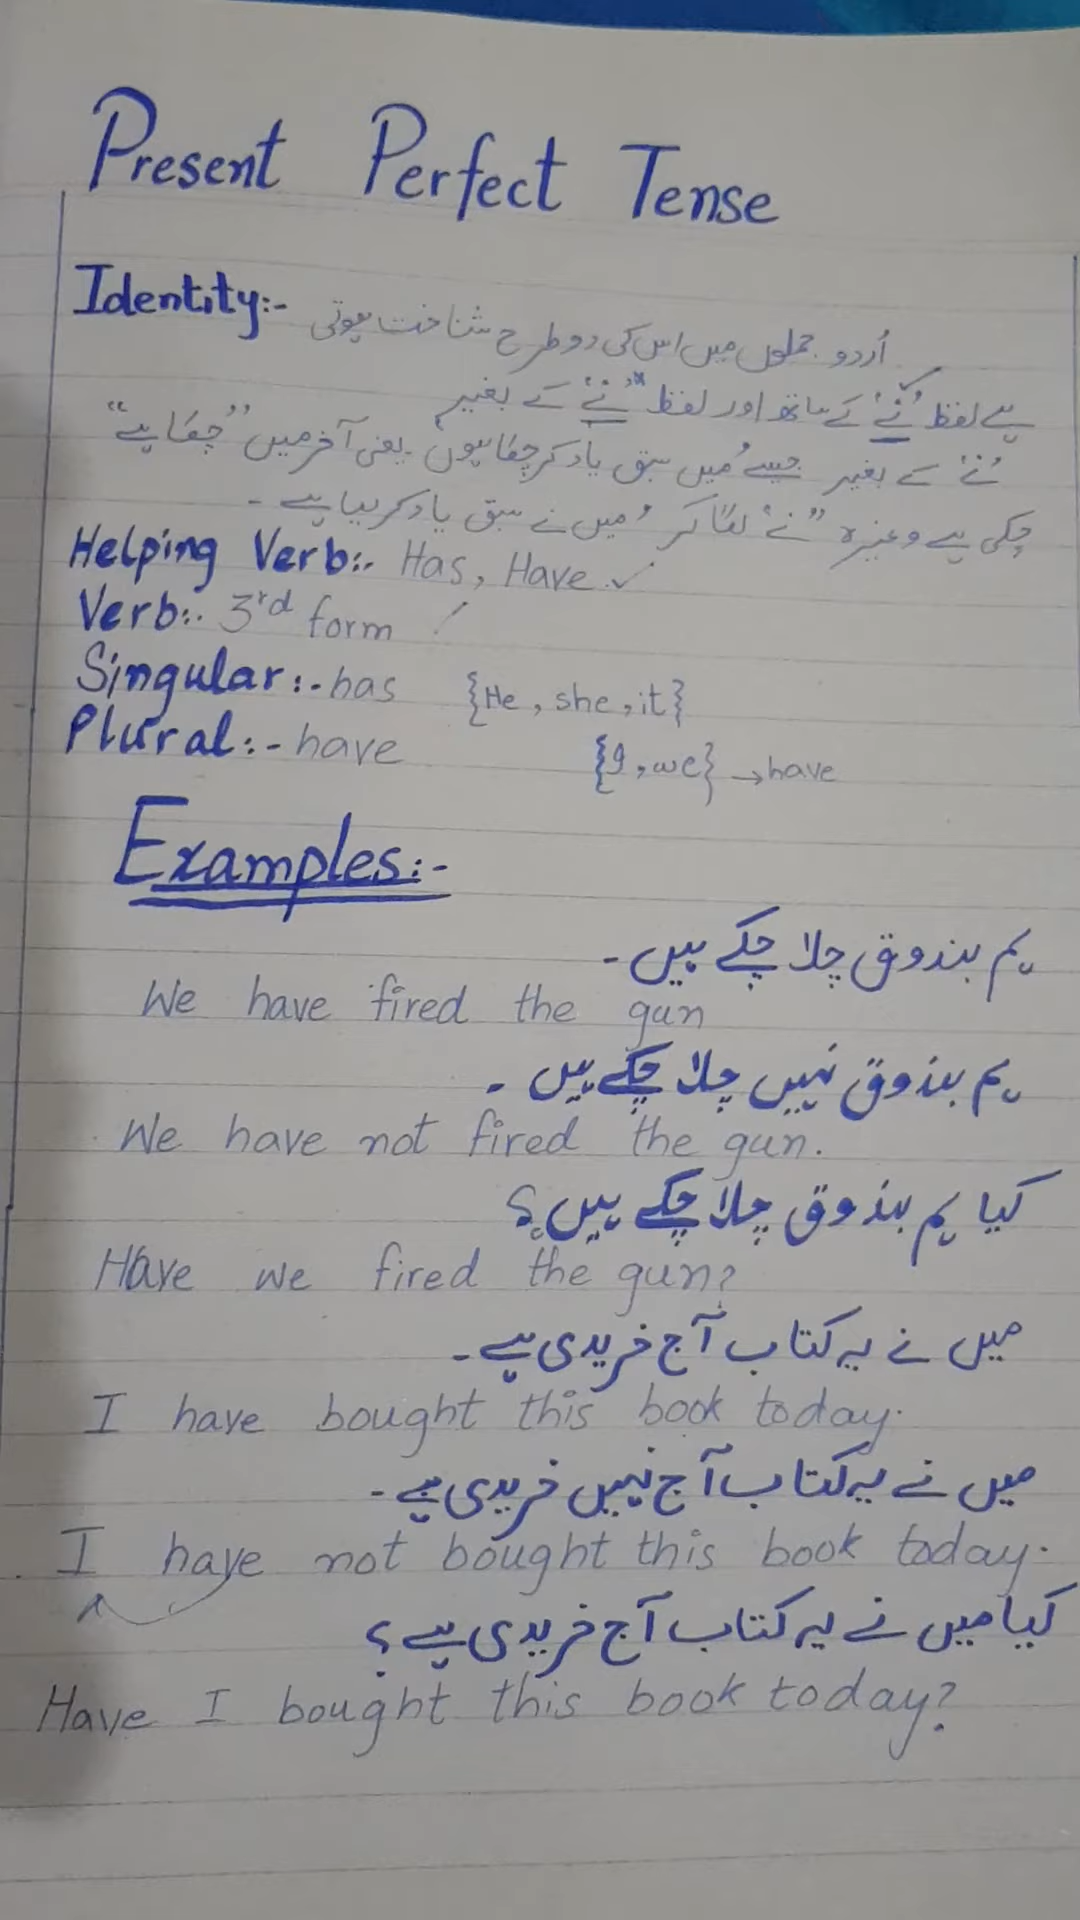 Present Perfect Tense
Identity:- اُردو جملوں میں اس کی دو طرح شناخت ہوتی
ہے لفظ "نے" کے ساتھ اور لفظ "نے" کے بغیر
"نے" کے بغیر جیسے میں سبق یاد کر چکا ہوں یعنی آخر میں "چکا ہے"
چکی ہے وغیرہ "نے" لگا کر میں نے سبق یاد کر لیا ہے۔
Helping Verb:- Has, Have ✓
Verb:- 3rd form
Singular:- has {He, she, it}
Plural:- have {I, we} → have
Examples:-
ہم بندوق چلا چکے ہیں۔
We have fired the gun
ہم بندوق نہیں چلا چکے ہیں۔
We have not fired the gun.
کیا ہم بندوق چلا چکے ہیں؟
Have we fired the gun?
میں نے یہ کتاب آج خریدی ہے۔
I have bought this book today.
میں نے یہ کتاب آج نہیں خریدی ہے۔
I have not bought this book today.
کیا میں نے یہ کتاب آج خریدی ہے؟
Have I bought this book today?